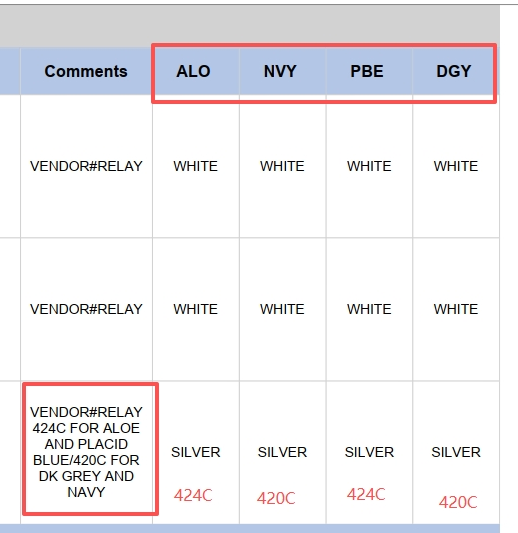 Comments ALO NVY PBE DGY
VENDOR#RELAY WHITE WHITE WHITE WHITE
VENDOR#RELAY WHITE WHITE WHITE WHITE
VENDOR#RELAY
424C FOR ALOE
AND PLACID
BLUE/420C FOR
DK GREY AND
NAVY
SILVER SILVER SILVER SILVER
424C 420C 424C 420C